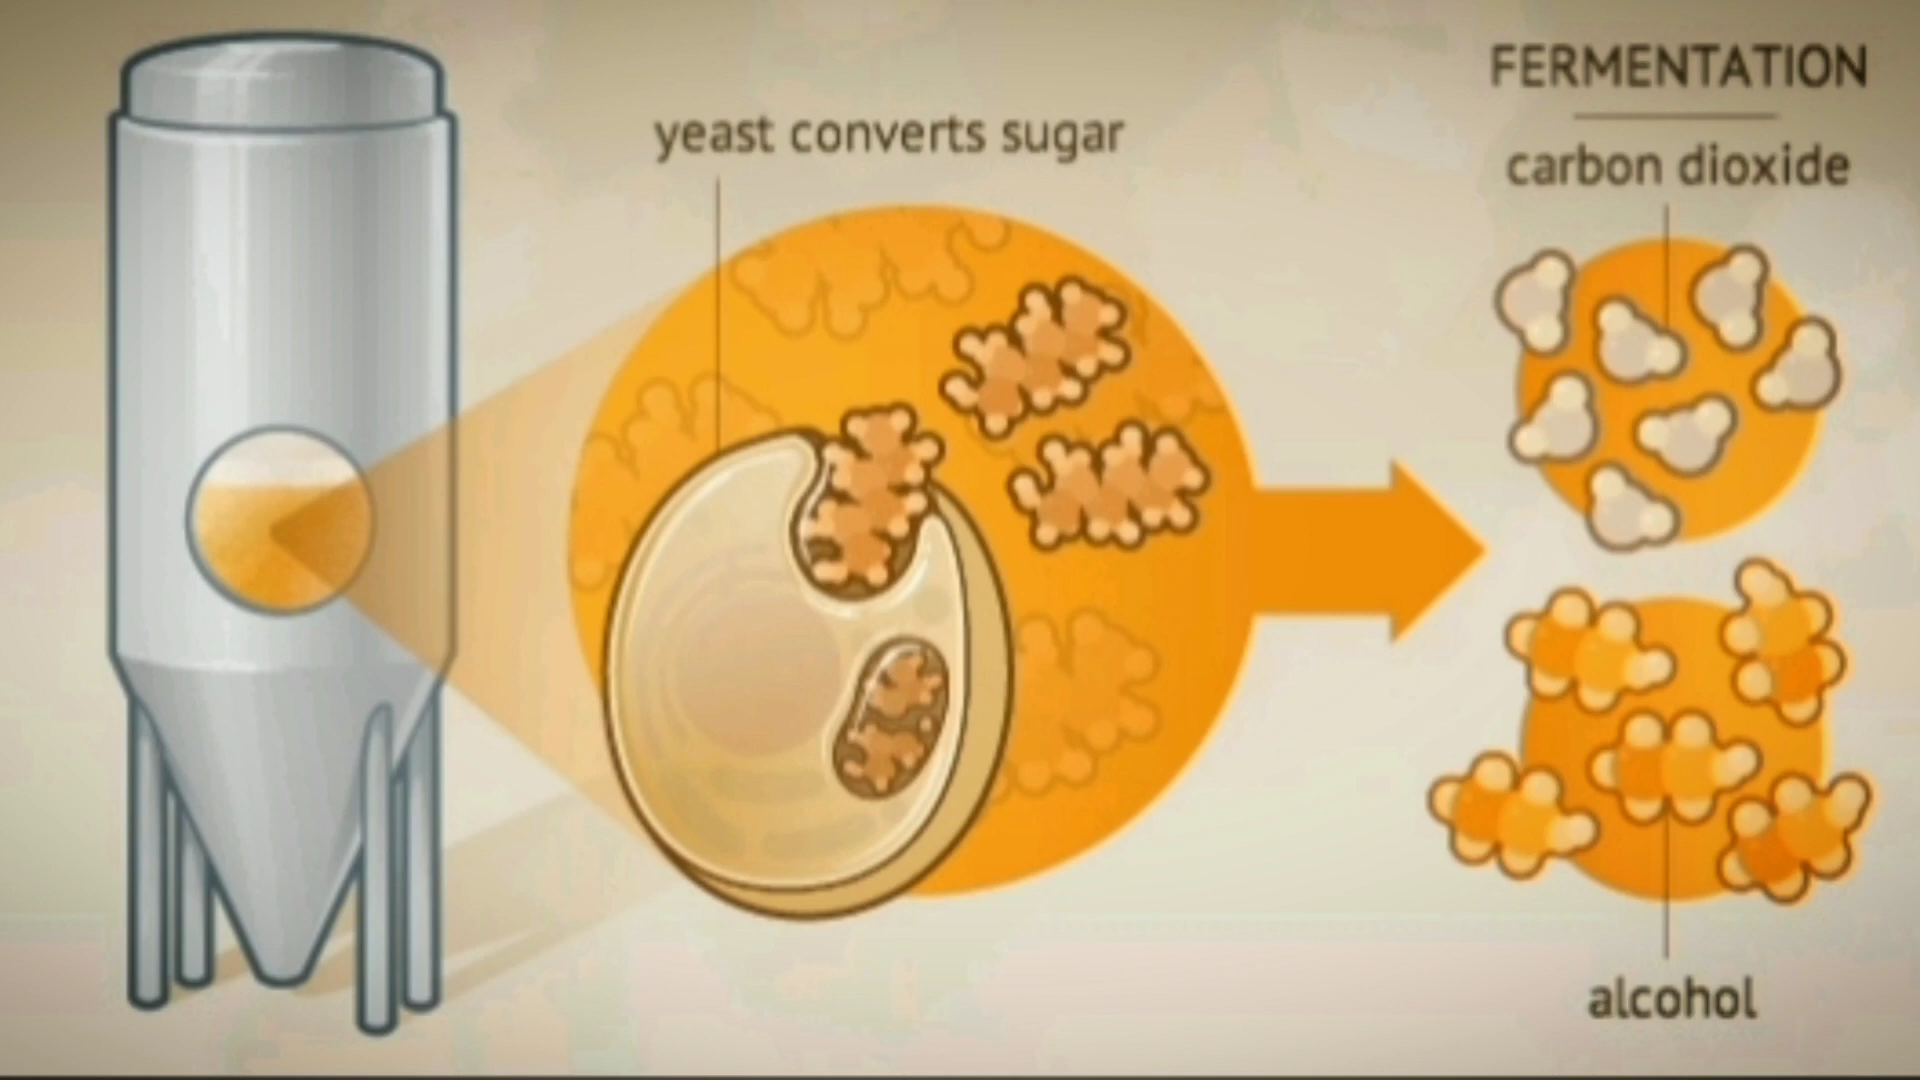 yeast converts sugar
FERMENTATION
carbon dioxide
alcohol